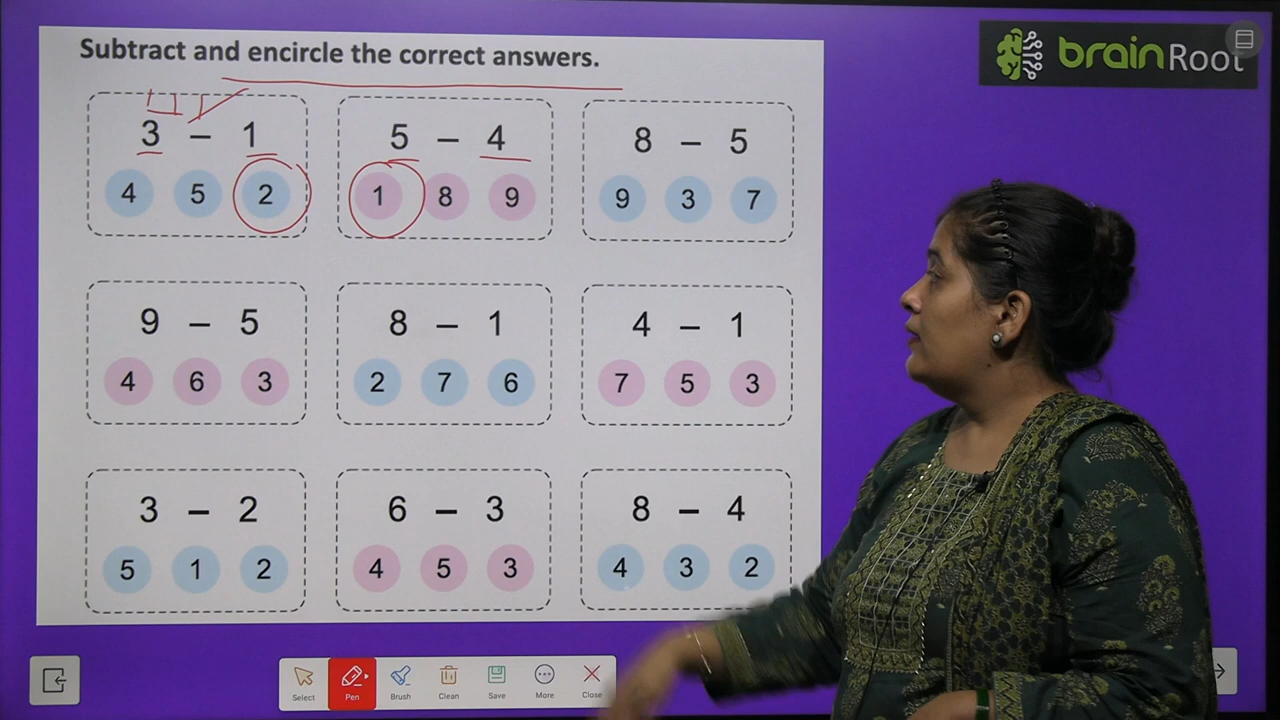 Subtract and encircle the correct answers.
brainRoot
3 – 1
4 5 2
5 – 4
1 8 9
8 – 5
9 3 7
9 – 5
4 6 3
8 – 1
2 7 6
4 – 1
7 5 3
3 – 2
5 1 2
6 – 3
4 5 3
8 – 4
4 3 2
Select Pen Brush Clean Save More Close